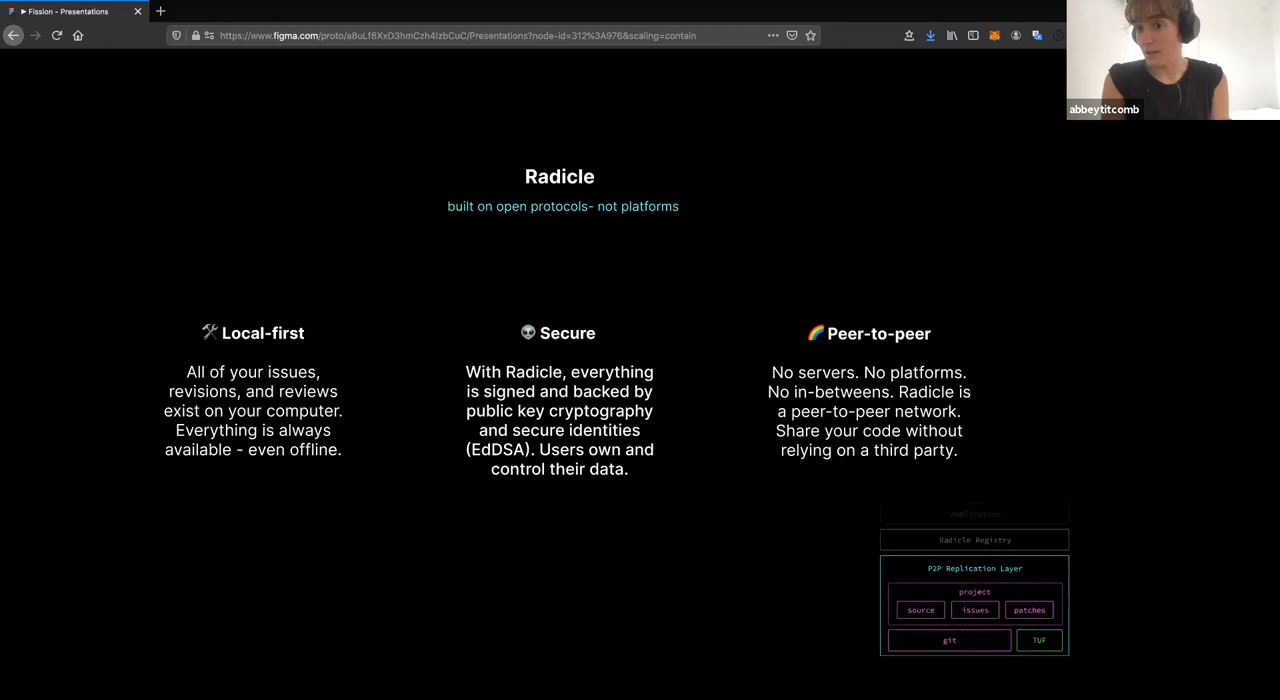 Fission - Presentations
https://www.figma.com/proto/a8uLf8XxD3hmCzh4izbCuC/Presentations?node-id=312%3A976&scaling=contain
abbeytitcomb
Radicle
built on open protocols- not platforms
🛠 Local-first
All of your issues,
revisions, and reviews
exist on your computer.
Everything is always
available - even offline.
👽 Secure
With Radicle, everything
is signed and backed by
public key cryptography
and secure identities
(EdDSA). Users own and
control their data.
🌈 Peer-to-peer
No servers. No platforms.
No in-betweens. Radicle is
a peer-to-peer network.
Share your code without
relying on a third party.
Application
Radicle Registry
P2P Replication Layer
project
source issues patches
git TUF